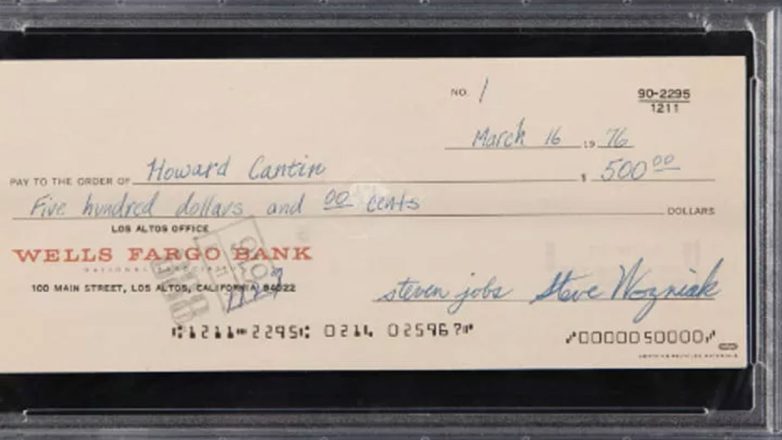 NO. 1
90-2295
1211
March 16 19 76
PAY TO THE ORDER OF Howard Cantin $ 500 00
Five hundred dollars and 00 cents DOLLARS
LOS ALTOS OFFICE
WELLS FARGO BANK
NATIONAL ASSOCIATION
100 MAIN STREET, LOS ALTOS, CALIFORNIA 94022
steven jobs Steve Wozniak
⑆1211⑉2295⑆ 0214 025967⑈ ⑇0000050000⑇